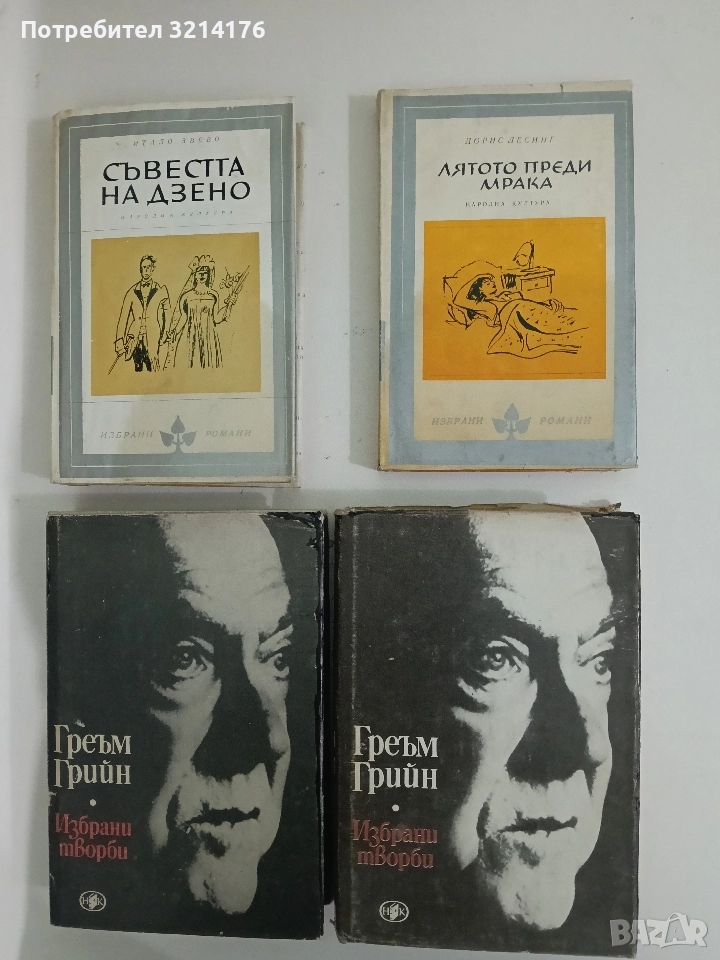 Потребител 3214176
ИТАЛО ЗВЕВО
СЪВЕСТТА
НА ДЗЕНО
НАРОДНА КУЛТУРА
ИЗБРАНИ РОМАНИ
ДОРИС ЛЕСИНГ
ЛЯТОТО ПРЕДИ
МРАКА
НАРОДНА КУЛТУРА
ИЗБРАНИ РОМАНИ
Греъм
Грийн
Избрани
творби
НК
Греъм
Грийн
Избрани
творби
НК
BAZAR